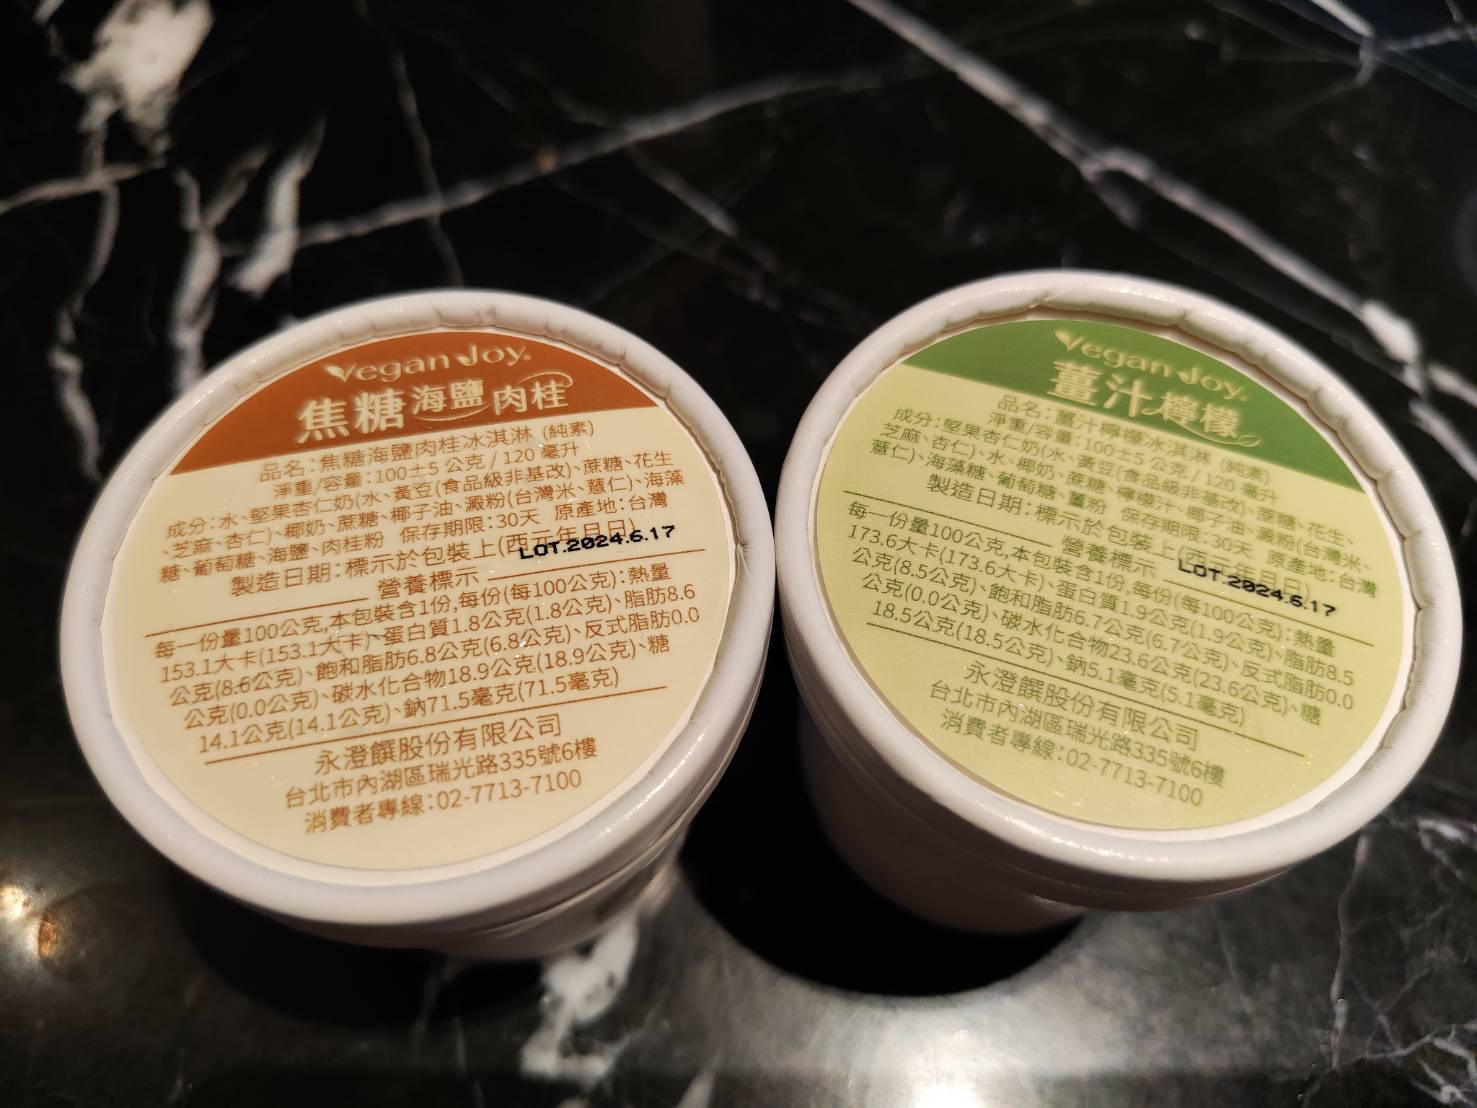 Vegan Joy
焦糖海鹽肉桂
品名:焦糖海鹽肉桂冰淇淋 (純素)
淨重/容量:100±5 公克 / 120 毫升
成分:水、堅果杏仁奶(水、黃豆(食品級非基改)、蔗糖、花生
、芝麻、杏仁)、椰奶、蔗糖、椰子油、澱粉(台灣米、薏仁)、海藻
糖、葡萄糖、海鹽、肉桂粉 保存期限:30天 原產地:台灣
製造日期:標示於包裝上(西元年月日)
LOT.2024.6.17
營養標示
每一份量100公克,本包裝含1份,每份(每100公克):熱量
153.1大卡(153.1大卡)、蛋白質1.8公克(1.8公克)、脂肪8.6
公克(8.6公克)、飽和脂肪6.8公克(6.8公克)、反式脂肪0.0
公克(0.0公克)、碳水化合物18.9公克(18.9公克)、糖
14.1公克(14.1公克)、鈉71.5毫克(71.5毫克)
永澄饌股份有限公司
台北市內湖區瑞光路335號6樓
消費者專線:02-7713-7100
Vegan Joy
薑汁檸檬
品名:薑汁檸檬冰淇淋 (純素)
淨重/容量:100±5 公克 / 120 毫升
成分:堅果杏仁奶(水、黃豆(食品級非基改)、蔗糖、花生、
芝麻、杏仁)、水、椰奶、蔗糖、檸檬汁、椰子油、澱粉(台灣米、
薏仁)、海藻糖、葡萄糖、薑粉 保存期限:30天 原產地:台灣
製造日期:標示於包裝上(西元年月日)
LOT.2024.6.17
營養標示
每一份量100公克,本包裝含1份,每份(每100公克):熱量
173.6大卡(173.6大卡)、蛋白質1.9公克(1.9公克)、脂肪8.5
公克(8.5公克)、飽和脂肪6.7公克(6.7公克)、反式脂肪0.0
公克(0.0公克)、碳水化合物23.6公克(23.6公克)、糖
18.5公克(18.5公克)、鈉5.1毫克(5.1毫克)
永澄饌股份有限公司
台北市內湖區瑞光路335號6樓
消費者專線:02-7713-7100